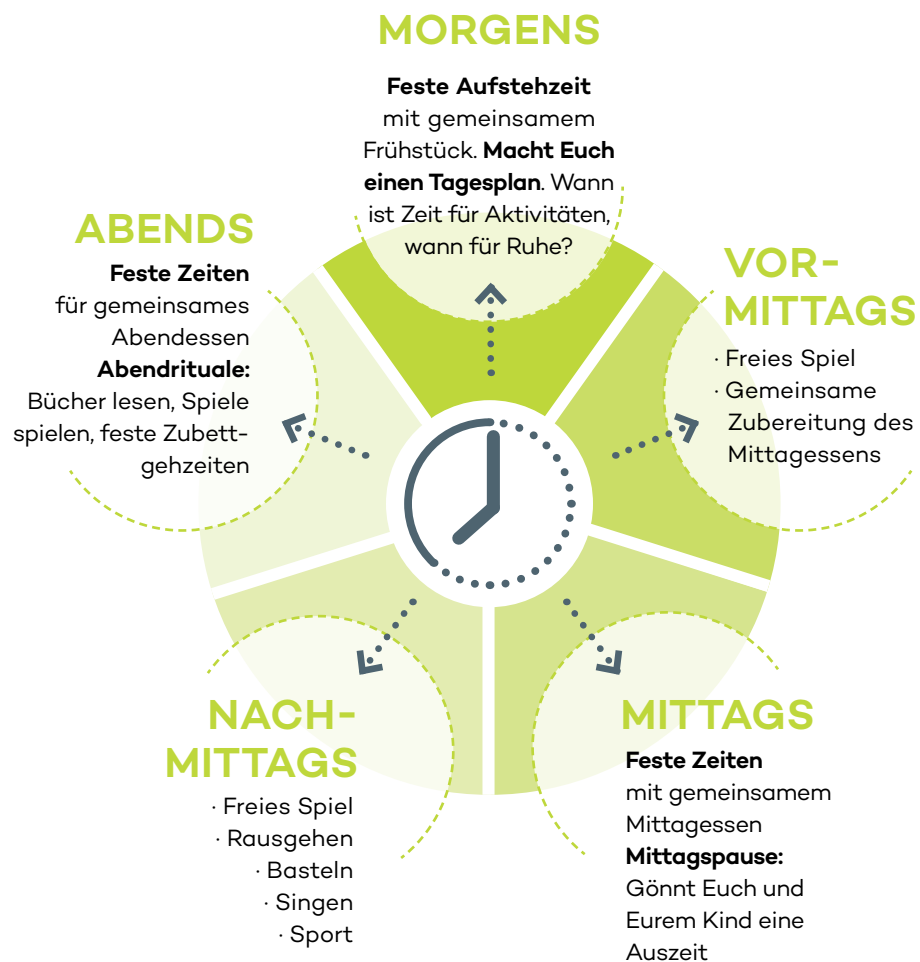 MORGENS
Feste Aufstehzeit
mit gemeinsamem
Frühstück. Macht Euch
einen Tagesplan. Wann
ist Zeit für Aktivitäten,
wann für Ruhe?
VOR-
MITTAGS
· Freies Spiel
· Gemeinsame
Zubereitung des
Mittagessens
MITTAGS
Feste Zeiten
mit gemeinsamem
Mittagessen
Mittagspause:
Gönnt Euch und
Eurem Kind eine
Auszeit
NACH-
MITTAGS
· Freies Spiel
· Rausgehen
· Basteln
· Singen
· Sport
ABENDS
Feste Zeiten
für gemeinsames
Abendessen
Abendrituale:
Bücher lesen, Spiele
spielen, feste Zubett-
gehzeiten